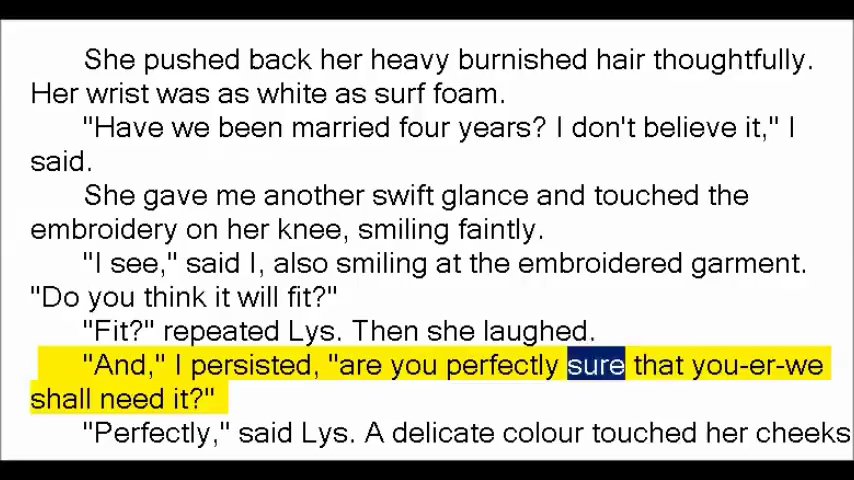 She pushed back her heavy burnished hair thoughtfully.
Her wrist was as white as surf foam.
"Have we been married four years? I don't believe it," I
said.
She gave me another swift glance and touched the
embroidery on her knee, smiling faintly.
"I see," said I, also smiling at the embroidered garment.
"Do you think it will fit?"
"Fit?" repeated Lys. Then she laughed.
"And," I persisted, "are you perfectly sure that you-er-we
shall need it?"
"Perfectly," said Lys. A delicate colour touched her cheeks